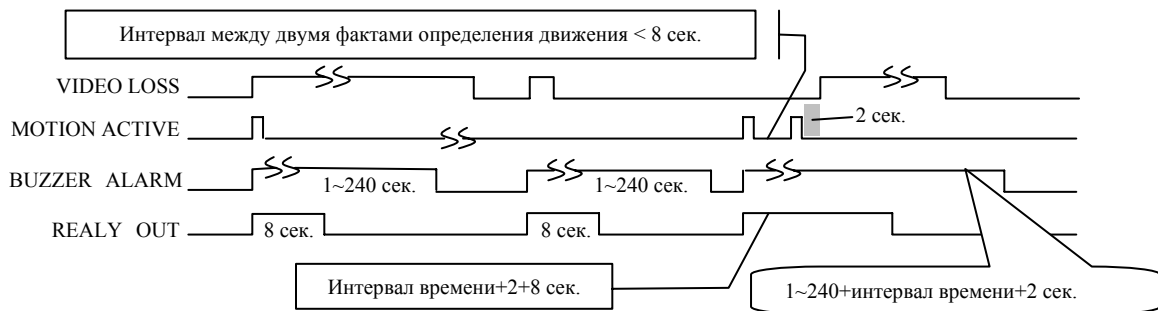 Интервал между двумя фактами определения движения < 8 сек.
VIDEO LOSS
MOTION ACTIVE
2 сек.
BUZZER ALARM
1~240 сек.
1~240 сек.
REALY OUT
8 сек.
8 сек.
Интервал времени+2+8 сек.
1~240+интервал времени+2 сек.